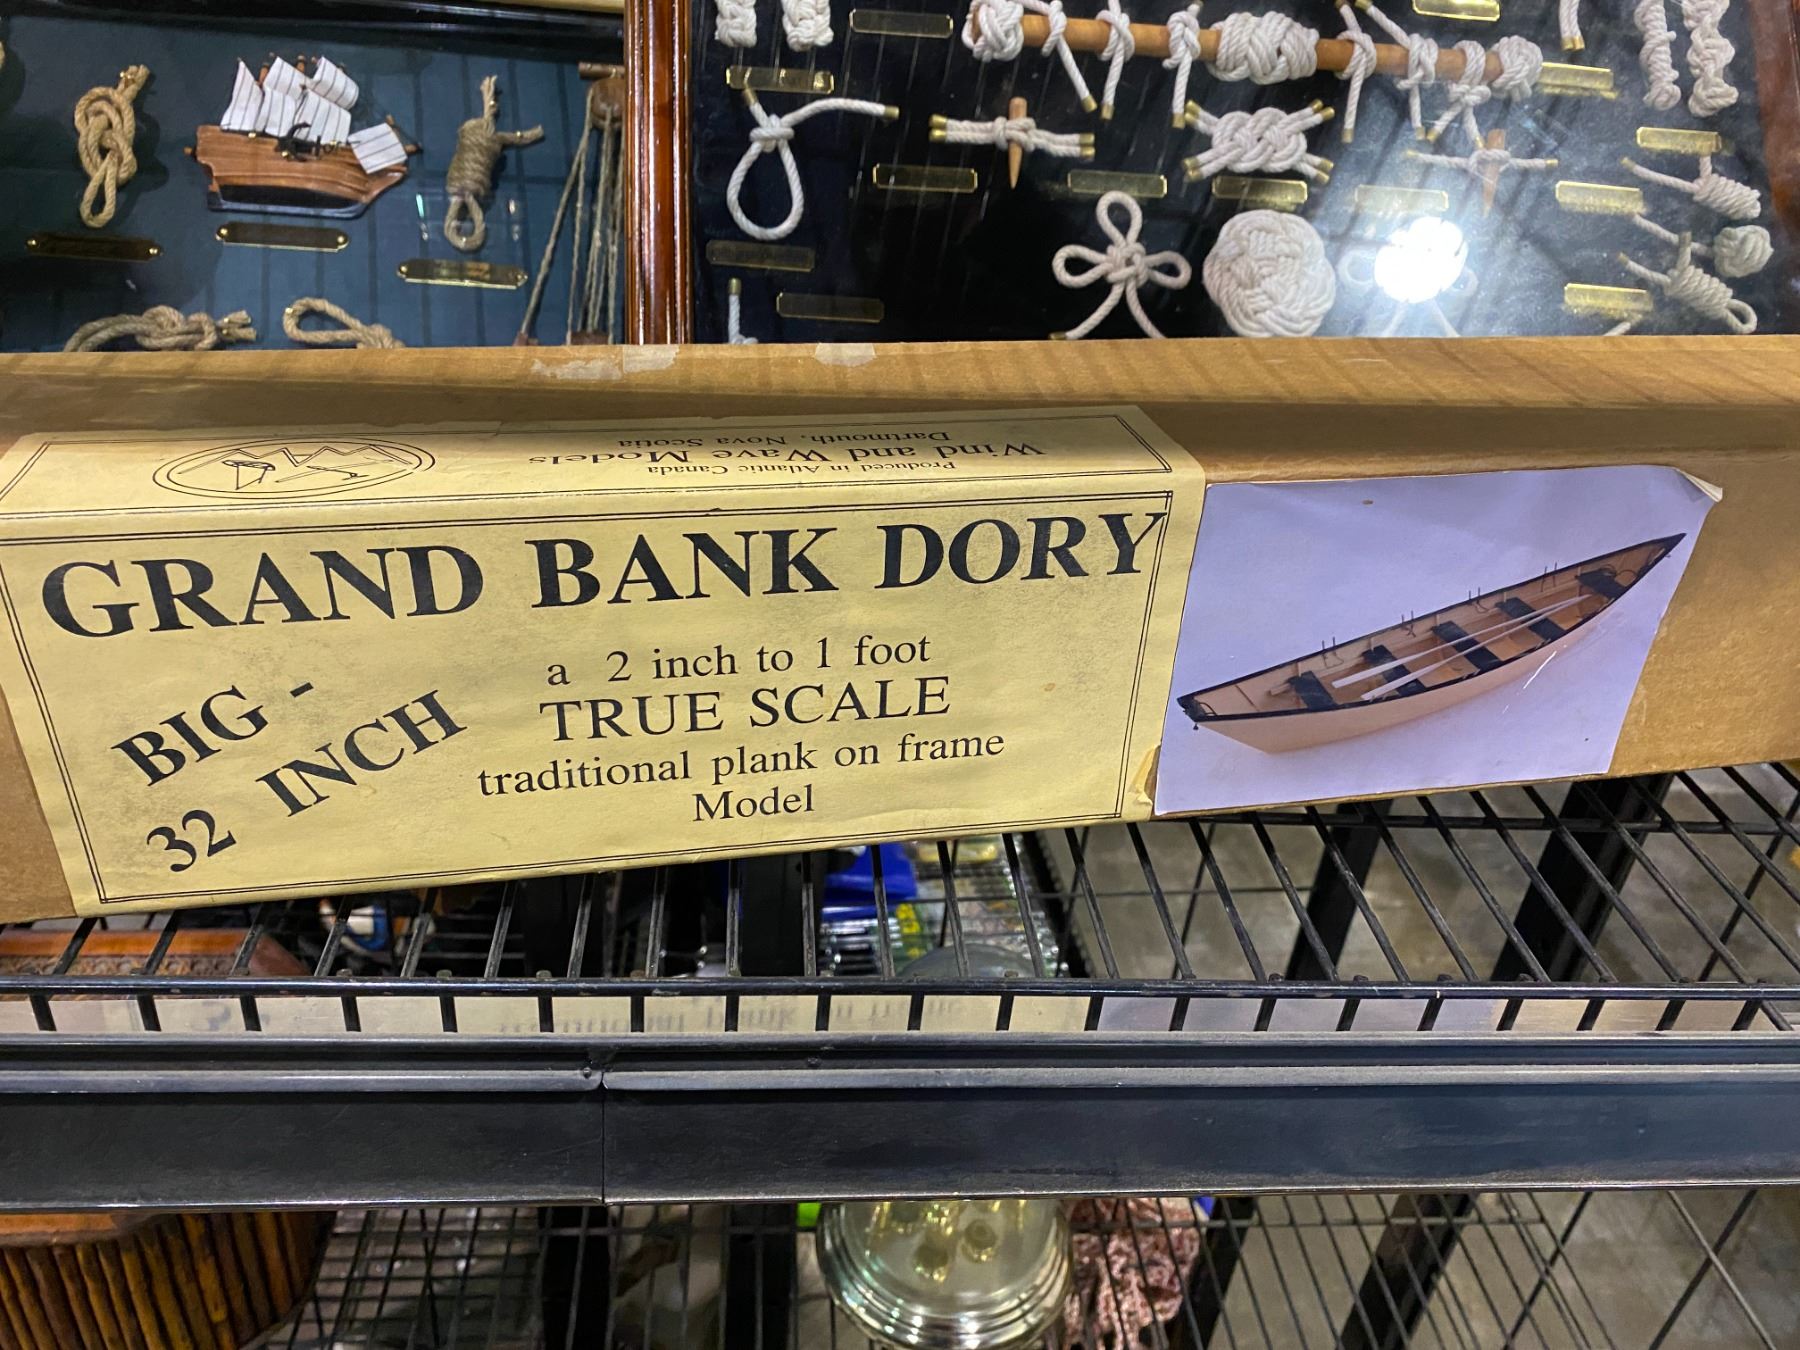 Wind and Wave Models
Dartmouth, Nova Scotia
Produced in Atlantic Canada
GRAND BANK DORY
BIG -
32 INCH
a 2 inch to 1 foot
TRUE SCALE
traditional plank on frame
Model